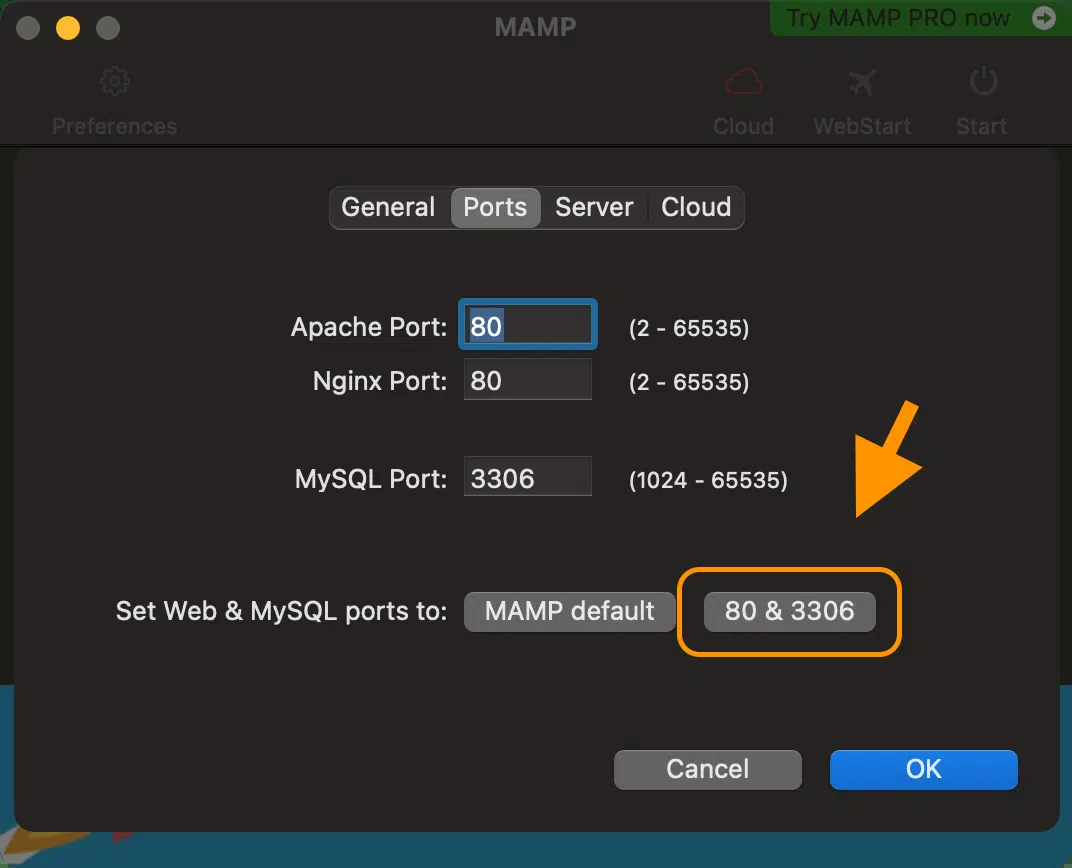 MAMP
Try MAMP PRO now
Preferences
Cloud
WebStart
Start
General Ports Server Cloud
Apache Port: 80 (2 - 65535)
Nginx Port: 80 (2 - 65535)
MySQL Port: 3306 (1024 - 65535)
Set Web & MySQL ports to: MAMP default 80 & 3306
Cancel OK